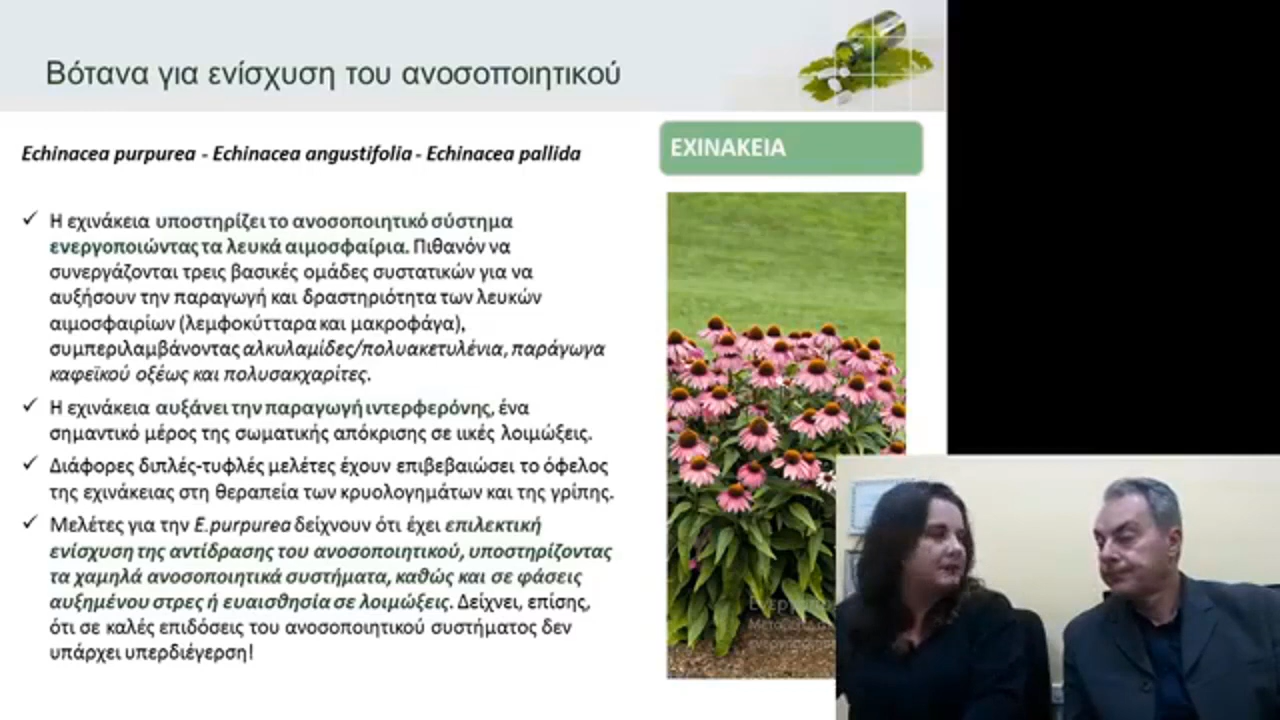 Βότανα για ενίσχυση του ανοσοποιητικού
Echinacea purpurea - Echinacea angustifolia - Echinacea pallida
ΕΧΙΝΑΚΕΙΑ
✓ Η εχινάκεια υποστηρίζει το ανοσοποιητικό σύστημα
ενεργοποιώντας τα λευκά αιμοσφαίρια. Πιθανόν να
συνεργάζονται τρεις βασικές ομάδες συστατικών για να
αυξήσουν την παραγωγή και δραστηριότητα των λευκών
αιμοσφαιρίων (λεμφοκύτταρα και μακροφάγα),
συμπεριλαμβάνοντας αλκυλαμίδες/πολυακετυλένια, παράγωγα
καφεϊκού οξέως και πολυσακχαρίτες.
✓ Η εχινάκεια αυξάνει την παραγωγή ιντερφερόνης, ένα
σημαντικό μέρος της σωματικής απόκρισης σε ιικές λοιμώξεις.
✓ Διάφορες διπλές-τυφλές μελέτες έχουν επιβεβαιώσει το όφελος
της εχινάκειας στη θεραπεία των κρυολογημάτων και της γρίπης.
✓ Μελέτες για την E.purpurea δείχνουν ότι έχει επιλεκτική
ενίσχυση της αντίδρασης του ανοσοποιητικού, υποστηρίζοντας
τα χαμηλά ανοσοποιητικά συστήματα, καθώς και σε φάσεις
αυξημένου στρες ή ευαισθησία σε λοιμώξεις. Δείχνει, επίσης,
ότι σε καλές επιδόσεις του ανοσοποιητικού συστήματος δεν
υπάρχει υπερδιέγερση!